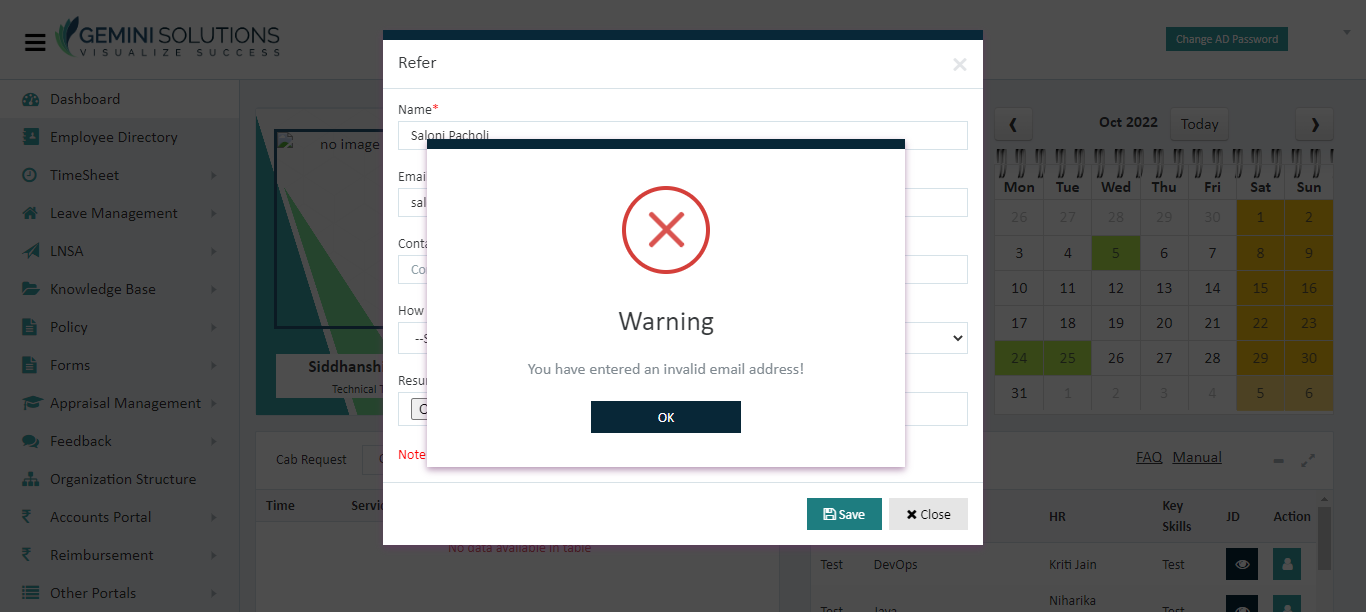 GEMINI SOLUTIONS
VISUALIZE SUCCESS
Change AD Password
Dashboard
Employee Directory
TimeSheet
Leave Management
LNSA
Knowledge Base
Policy
Forms
Appraisal Management
Feedback
Organization Structure
Accounts Portal
Reimbursement
Other Portals
no image
Siddhansh
Technical
Refer
×
Name*
Saloni Pacholi
Email
sal
How
Note
Warning
You have entered an invalid email address!
OK
Save
Close
Oct 2022
Today
Mon Tue Wed Thu Fri Sat Sun
26 27 28 29 30 1 2
3 4 5 6 7 8 9
10 11 12 13 14 15 16
17 18 19 20 21 22 23
24 25 26 27 28 29 30
31 1 2 3 4 5 6
Cab Request
Time
No data available in table
FAQ Manual
HR Key Skills JD Action
Test DevOps Kriti Jain Test
Test Java Niharika Test